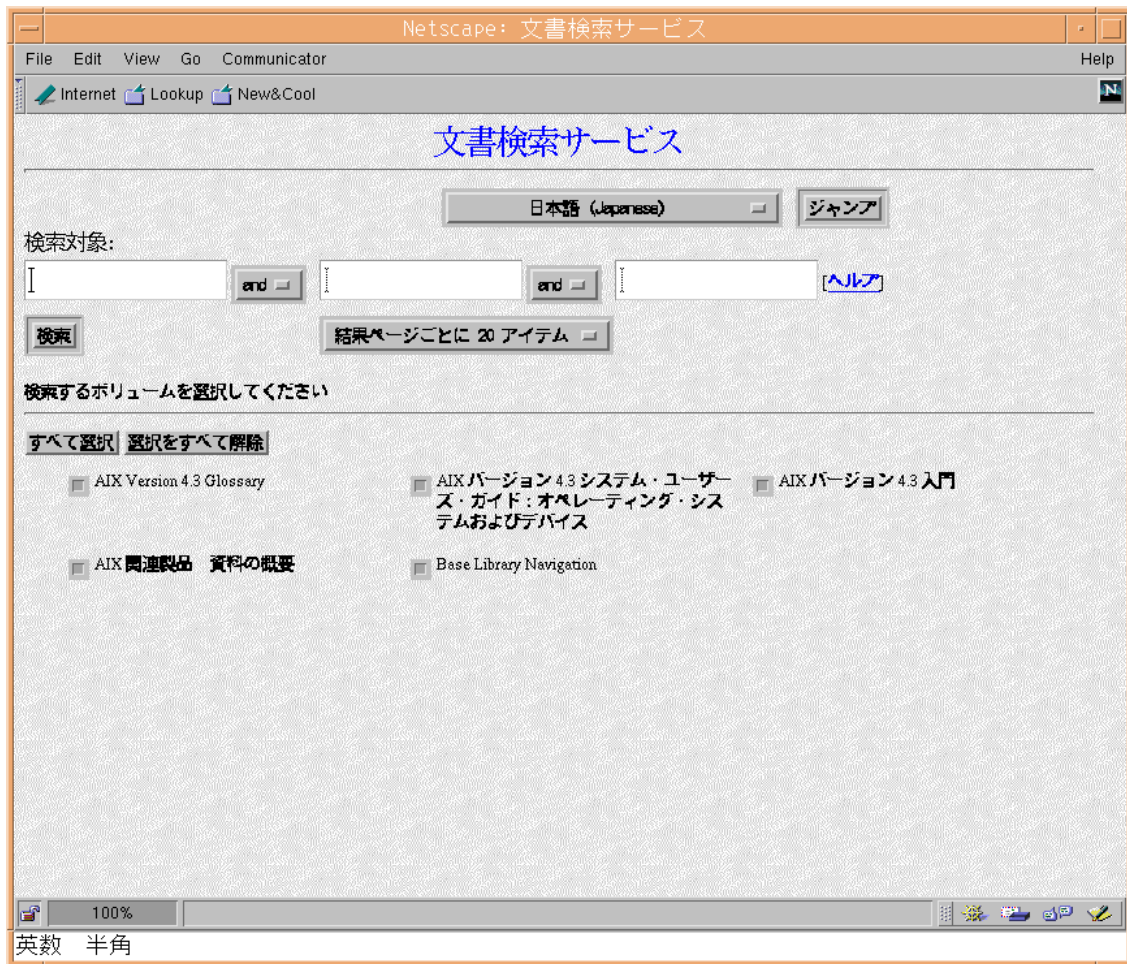 Netscape: 文書検索サービス
File Edit View Go Communicator Help
Internet Lookup New&Cool N
文書検索サービス
日本語 (Japanese) ジャンプ
検索対象:
and and [ヘルプ]
検索 結果ページごとに 20 アイテム
検索するボリュームを選択してください
すべて選択 選択をすべて解除
AIX Version 4.3 Glossary
AIX バージョン 4.3 システム・ユーザー
ズ・ガイド : オペレーティング・シス
テムおよびデバイス
AIX バージョン 4.3 入門
AIX 関連製品 資料の概要
Base Library Navigation
100%
英数 半角